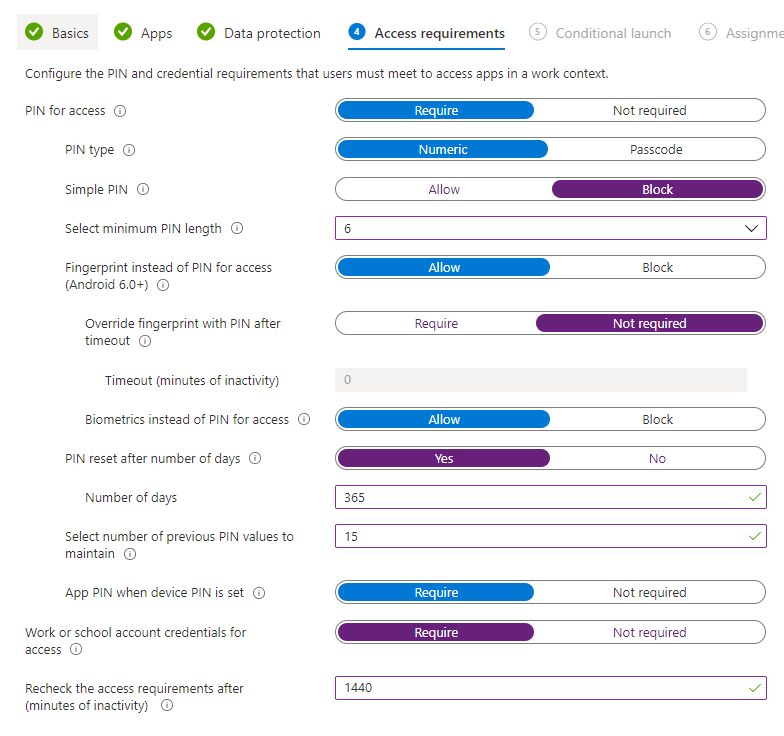 Basics Apps Data protection 4 Access requirements 5 Conditional launch 6 Assignme
Configure the PIN and credential requirements that users must meet to access apps in a work context.
PIN for access Require Not required
PIN type Numeric Passcode
Simple PIN Allow Block
Select minimum PIN length 6
Fingerprint instead of PIN for access
(Android 6.0+) Allow Block
Override fingerprint with PIN after
timeout Require Not required
Timeout (minutes of inactivity) 0
Biometrics instead of PIN for access Allow Block
PIN reset after number of days Yes No
Number of days 365
Select number of previous PIN values to
maintain 15
App PIN when device PIN is set Require Not required
Work or school account credentials for
access Require Not required
Recheck the access requirements after
(minutes of inactivity) 1440